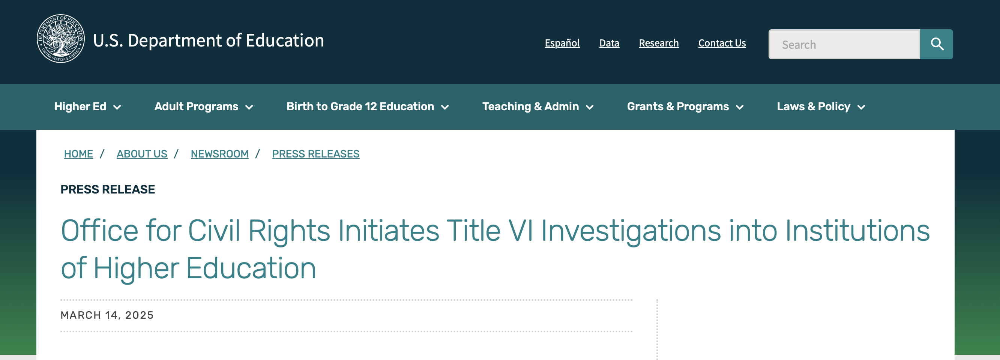 DEPARTMENT OF EDUCATION
UNITED STATES OF AMERICA
U.S. Department of Education
Español Data Research Contact Us Search
Higher Ed Adult Programs Birth to Grade 12 Education Teaching & Admin Grants & Programs Laws & Policy
HOME / ABOUT US / NEWSROOM / PRESS RELEASES
PRESS RELEASE
Office for Civil Rights Initiates Title VI Investigations into Institutions
of Higher Education
MARCH 14, 2025